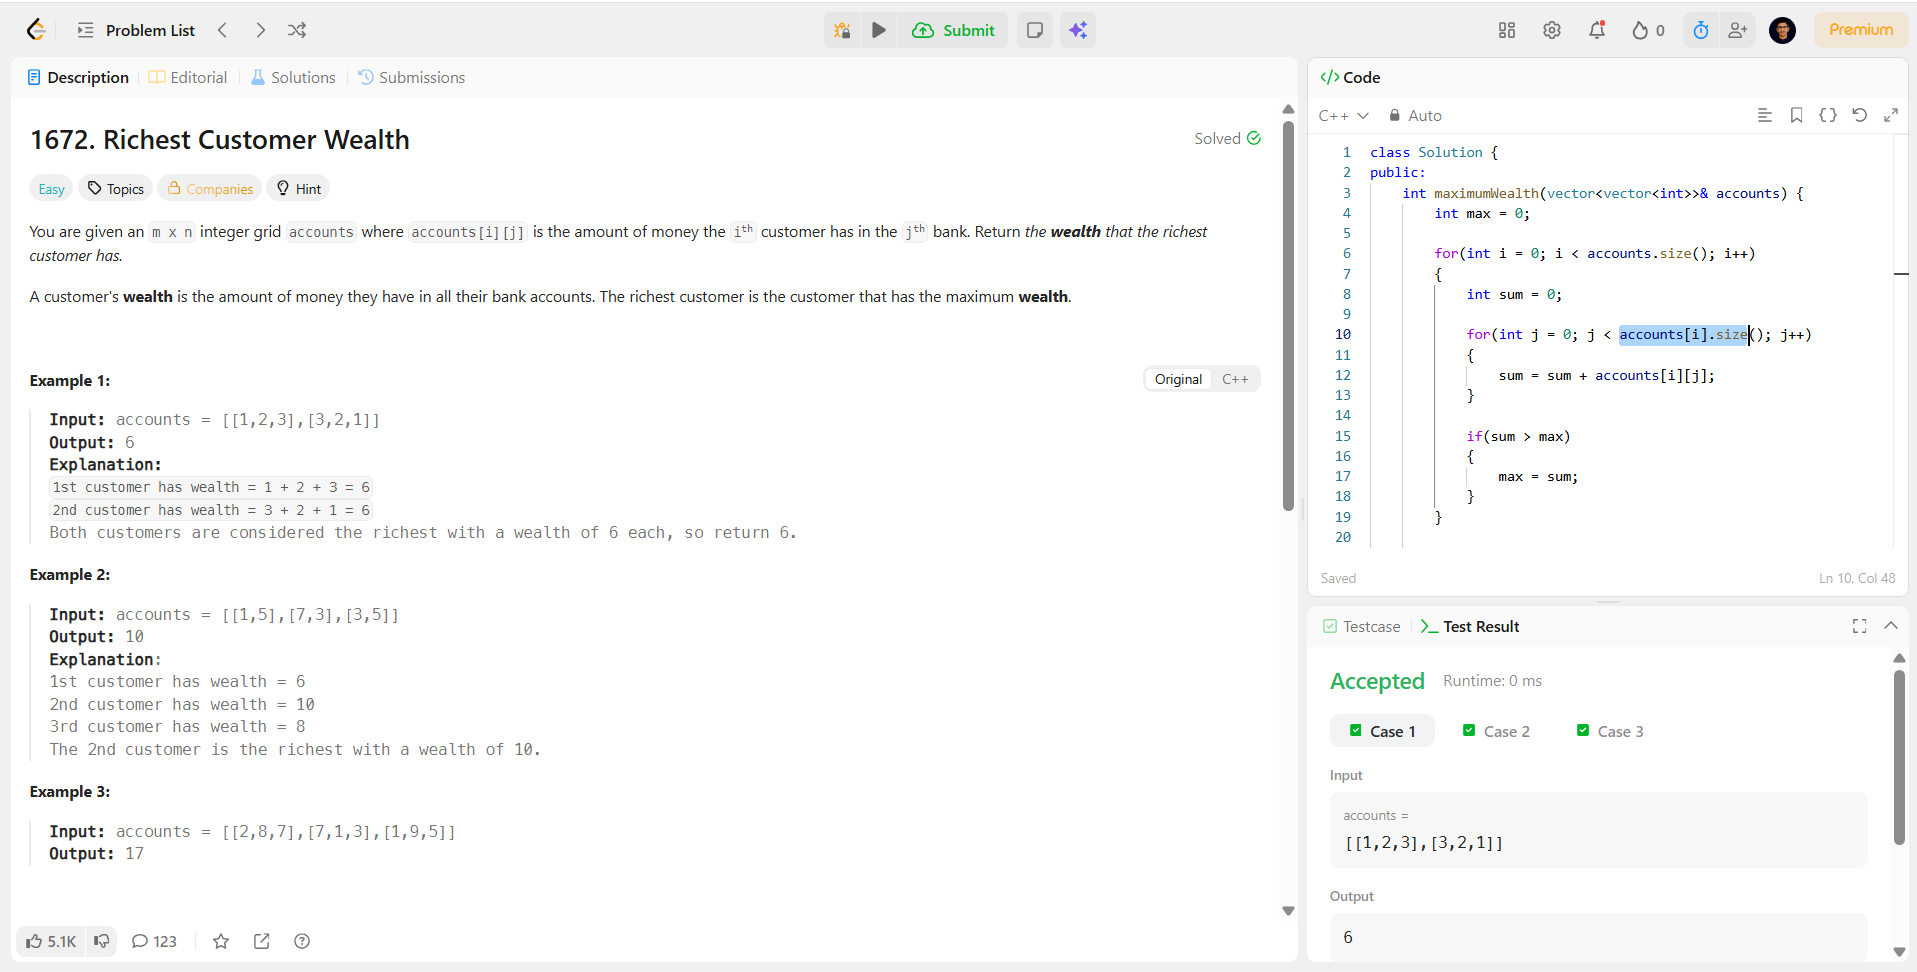 Problem List
Submit
0
Premium
Description
Editorial
Solutions
Submissions
1672. Richest Customer Wealth
Solved
Easy
Topics
Companies
Hint
You are given an m x n integer grid accounts where accounts[i][j] is the amount of money the ith customer has in the jth bank. Return the wealth that the richest
customer has.
A customer's wealth is the amount of money they have in all their bank accounts. The richest customer is the customer that has the maximum wealth.
Example 1:
Original
C++
Input: accounts = [[1,2,3],[3,2,1]]
Output: 6
Explanation:
1st customer has wealth = 1 + 2 + 3 = 6
2nd customer has wealth = 3 + 2 + 1 = 6
Both customers are considered the richest with a wealth of 6 each, so return 6.
Example 2:
Input: accounts = [[1,5],[7,3],[3,5]]
Output: 10
Explanation:
1st customer has wealth = 6
2nd customer has wealth = 10
3rd customer has wealth = 8
The 2nd customer is the richest with a wealth of 10.
Example 3:
Input: accounts = [[2,8,7],[7,1,3],[1,9,5]]
Output: 17
5.1K
123
</> Code
C++
Auto
1 class Solution {
2 public:
3 int maximumWealth(vector<vector<int>>& accounts) {
4 int max = 0;
5
6 for(int i = 0; i < accounts.size(); i++)
7 {
8 int sum = 0;
9
10 for(int j = 0; j < accounts[i].size(); j++)
11 {
12 sum = sum + accounts[i][j];
13 }
14
15 if(sum > max)
16 {
17 max = sum;
18 }
19 }
20
Saved
Ln 10, Col 48
Testcase
Test Result
Accepted
Runtime: 0 ms
Case 1
Case 2
Case 3
Input
accounts =
[[1,2,3],[3,2,1]]
Output
6